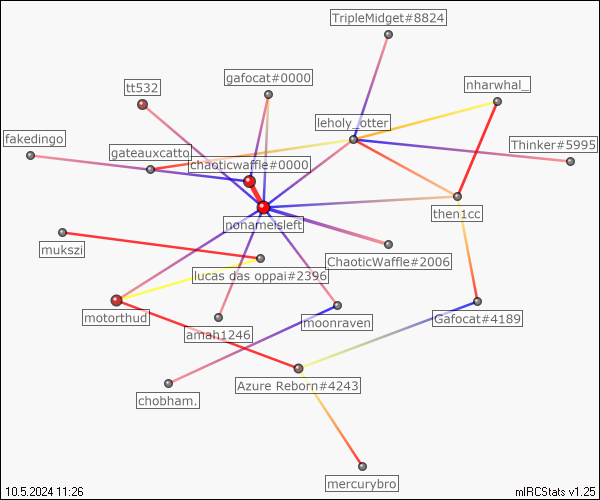 TripleMidget#8824
gafocat#0000
tt532
nharwhal_
leholy_otter
fakedingo
gateauxcatto
Thinker#5995
chaoticwaffle#0000
then1cc
nonameisleft
mukszi
ChaoticWaffle#2006
lucas das oppai#2396
motorthud
amah1246
moonraven
Gafocat#4189
Azure Reborn#4243
chobham.
mercurybro
10.5.2024 11:26
mIRCStats v1.25